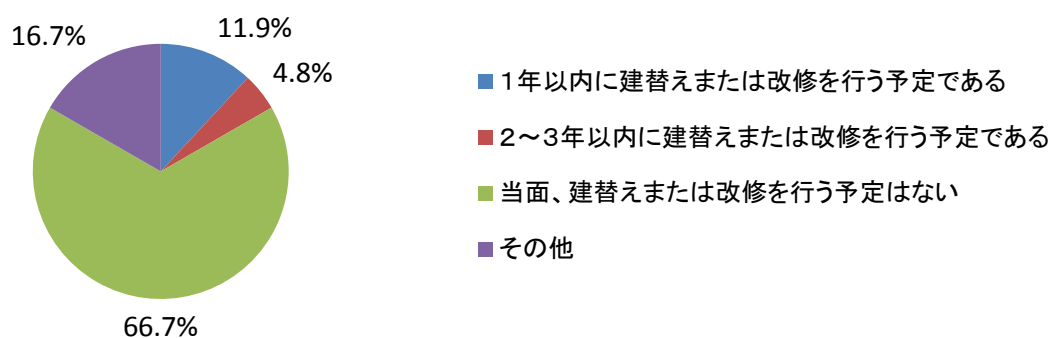 16.7%
11.9%
4.8%
66.7%
１年以内に建替えまたは改修を行う予定である
２～３年以内に建替えまたは改修を行う予定である
当面、建替えまたは改修を行う予定はない
その他